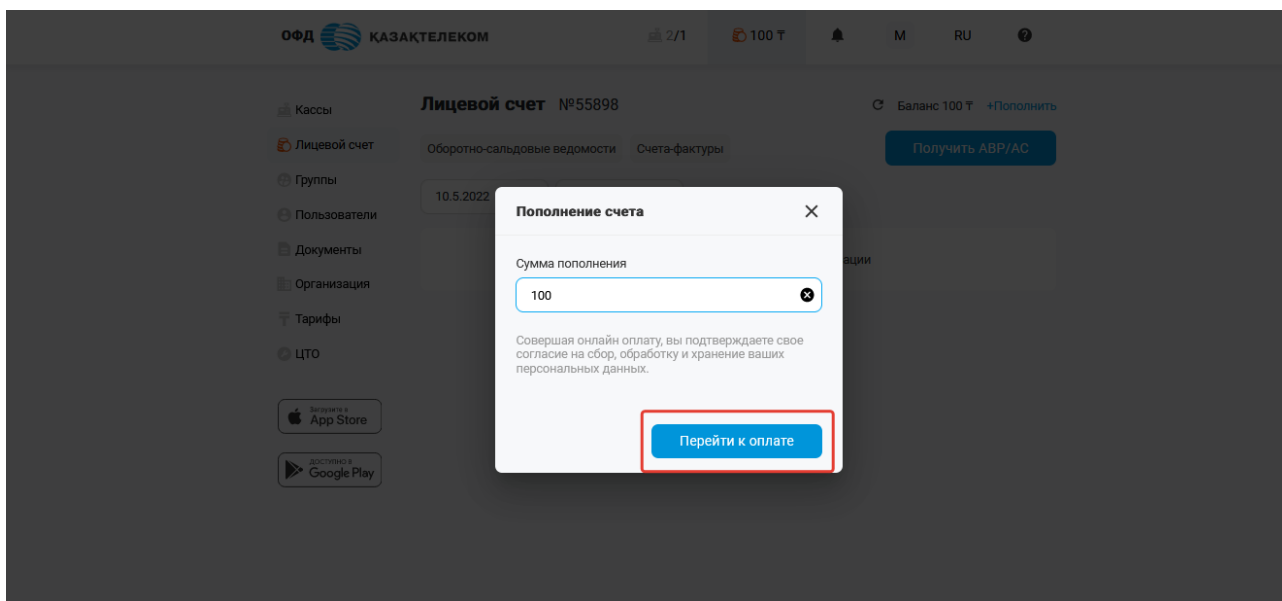 ОФД ҚАЗАҚТЕЛЕКОМ 2/1 100 ₸ M RU ?
Кассы
Лицевой счет
Группы
Пользователи
Документы
Организация
Тарифы
ЦТО
Загрузите в
App Store
ДОСТУПНО В
Google Play
Лицевой счет №55898
Баланс 100 ₸ +Пополнить
Оборотно-сальдовые ведомости Счета-фактуры
Получить АВР/АС
10.5.2022
Пополнение счета
Сумма пополнения
100
Совершая онлайн оплату, вы подтверждаете свое
согласие на сбор, обработку и хранение ваших
персональных данных.
Перейти к оплате